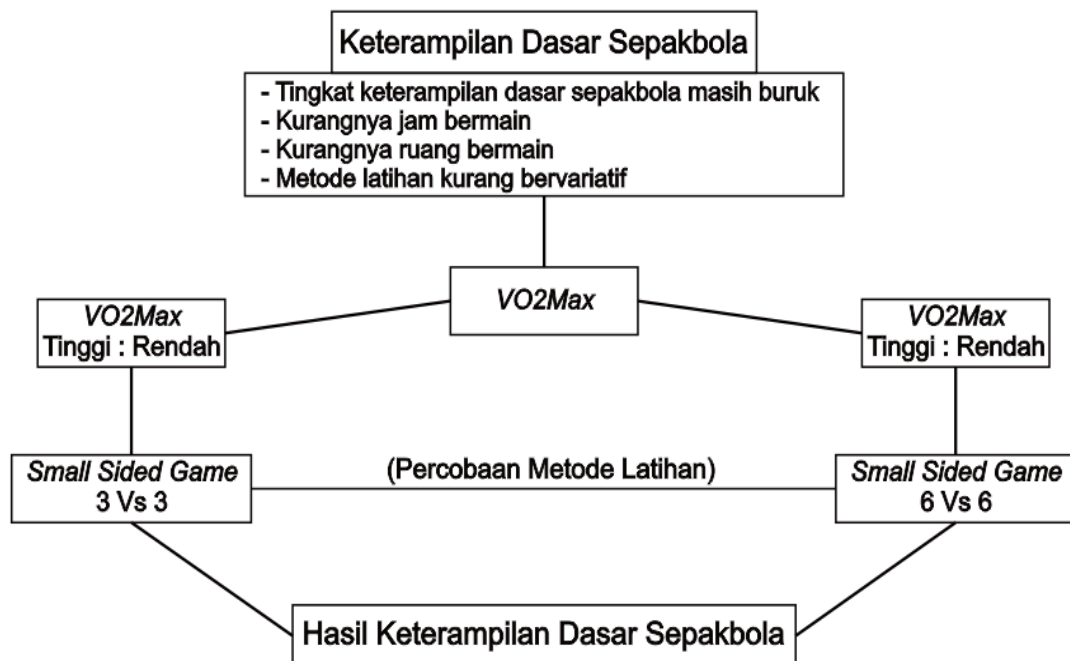 Keterampilan Dasar Sepakbola
- Tingkat keterampilan dasar sepakbola masih buruk
- Kurangnya jam bermain
- Kurangnya ruang bermain
- Metode latihan kurang bervariatif
VO2Max
VO2Max
Tinggi : Rendah
VO2Max
Tinggi : Rendah
Small Sided Game
3 Vs 3
(Percobaan Metode Latihan)
Small Sided Game
6 Vs 6
Hasil Keterampilan Dasar Sepakbola